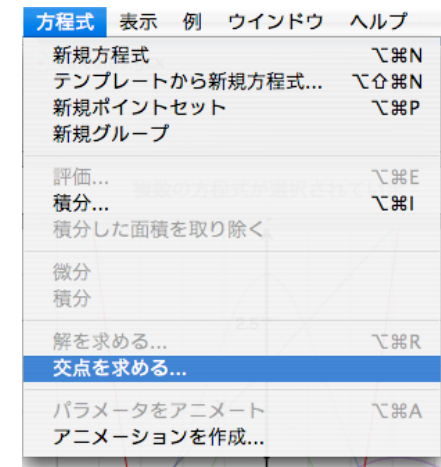 方程式 表示 例 ウインドウ ヘルプ
新規方程式 ⌥⌘N
テンプレートから新規方程式... ⌥⇧⌘N
新規ポイントセット ⌥⌘P
新規グループ
評価... ⌥⌘E
積分... ⌥⌘I
積分した面積を取り除く
微分
積分
2.5
解を求める... ⌥⌘R
交点を求める...
パラメータをアニメート ⌥⌘A
アニメーションを作成...